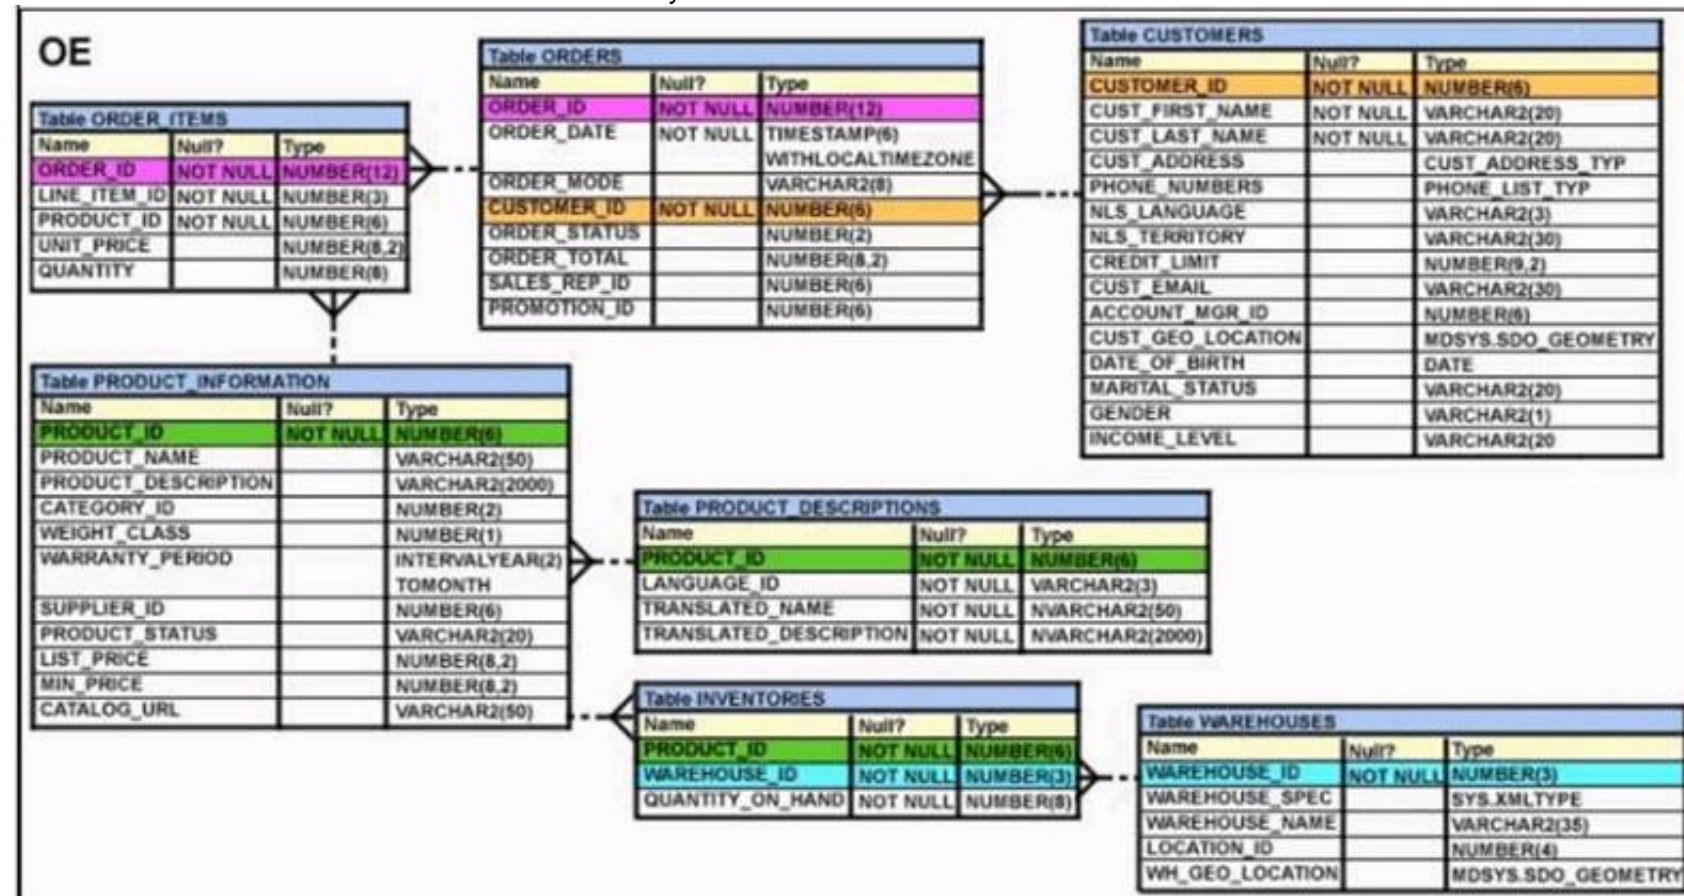 OE
Table ORDER_ITEMS
Name Null? Type
ORDER_ID NOT NULL NUMBER(12)
LINE_ITEM_ID NOT NULL NUMBER(3)
PRODUCT_ID NOT NULL NUMBER(6)
UNIT_PRICE NUMBER(8,2)
QUANTITY NUMBER(8)
Table ORDERS
Name Null? Type
ORDER_ID NOT NULL NUMBER(12)
ORDER_DATE NOT NULL TIMESTAMP(6)
WITHLOCALTIMEZONE
ORDER_MODE VARCHAR2(8)
CUSTOMER_ID NOT NULL NUMBER(6)
ORDER_STATUS NUMBER(2)
ORDER_TOTAL NUMBER(8,2)
SALES_REP_ID NUMBER(6)
PROMOTION_ID NUMBER(6)
Table CUSTOMERS
Name Null? Type
CUSTOMER_ID NOT NULL NUMBER(6)
CUST_FIRST_NAME NOT NULL VARCHAR2(20)
CUST_LAST_NAME NOT NULL VARCHAR2(20)
CUST_ADDRESS CUST_ADDRESS_TYP
PHONE_NUMBERS PHONE_LIST_TYP
NLS_LANGUAGE VARCHAR2(3)
NLS_TERRITORY VARCHAR2(30)
CREDIT_LIMIT NUMBER(9,2)
CUST_EMAIL VARCHAR2(30)
ACCOUNT_MGR_ID NUMBER(6)
CUST_GEO_LOCATION MDSYS.SDO_GEOMETRY
DATE_OF_BIRTH DATE
MARITAL_STATUS VARCHAR2(20)
GENDER VARCHAR2(1)
INCOME_LEVEL VARCHAR2(20
Table PRODUCT_INFORMATION
Name Null? Type
PRODUCT_ID NOT NULL NUMBER(6)
PRODUCT_NAME VARCHAR2(50)
PRODUCT_DESCRIPTION VARCHAR2(2000)
CATEGORY_ID NUMBER(2)
WEIGHT_CLASS NUMBER(1)
WARRANTY_PERIOD INTERVALYEAR(2)
TOMONTH
SUPPLIER_ID NUMBER(6)
PRODUCT_STATUS VARCHAR2(20)
LIST_PRICE NUMBER(8,2)
MIN_PRICE NUMBER(8,2)
CATALOG_URL VARCHAR2(50)
Table PRODUCT_DESCRIPTIONS
Name Null? Type
PRODUCT_ID NOT NULL NUMBER(6)
LANGUAGE_ID NOT NULL VARCHAR2(3)
TRANSLATED_NAME NOT NULL NVARCHAR2(50)
TRANSLATED_DESCRIPTION NOT NULL NVARCHAR2(2000)
Table INVENTORIES
Name Null? Type
PRODUCT_ID NOT NULL NUMBER(6)
WAREHOUSE_ID NOT NULL NUMBER(3)
QUANTITY_ON_HAND NOT NULL NUMBER(8)
Table WAREHOUSES
Name Null? Type
WAREHOUSE_ID NOT NULL NUMBER(3)
WAREHOUSE_SPEC SYS.XMLTYPE
WAREHOUSE_NAME VARCHAR2(35)
LOCATION_ID NUMBER(4)
WH_GEO_LOCATION MDSYS.SDO_GEOMETRY